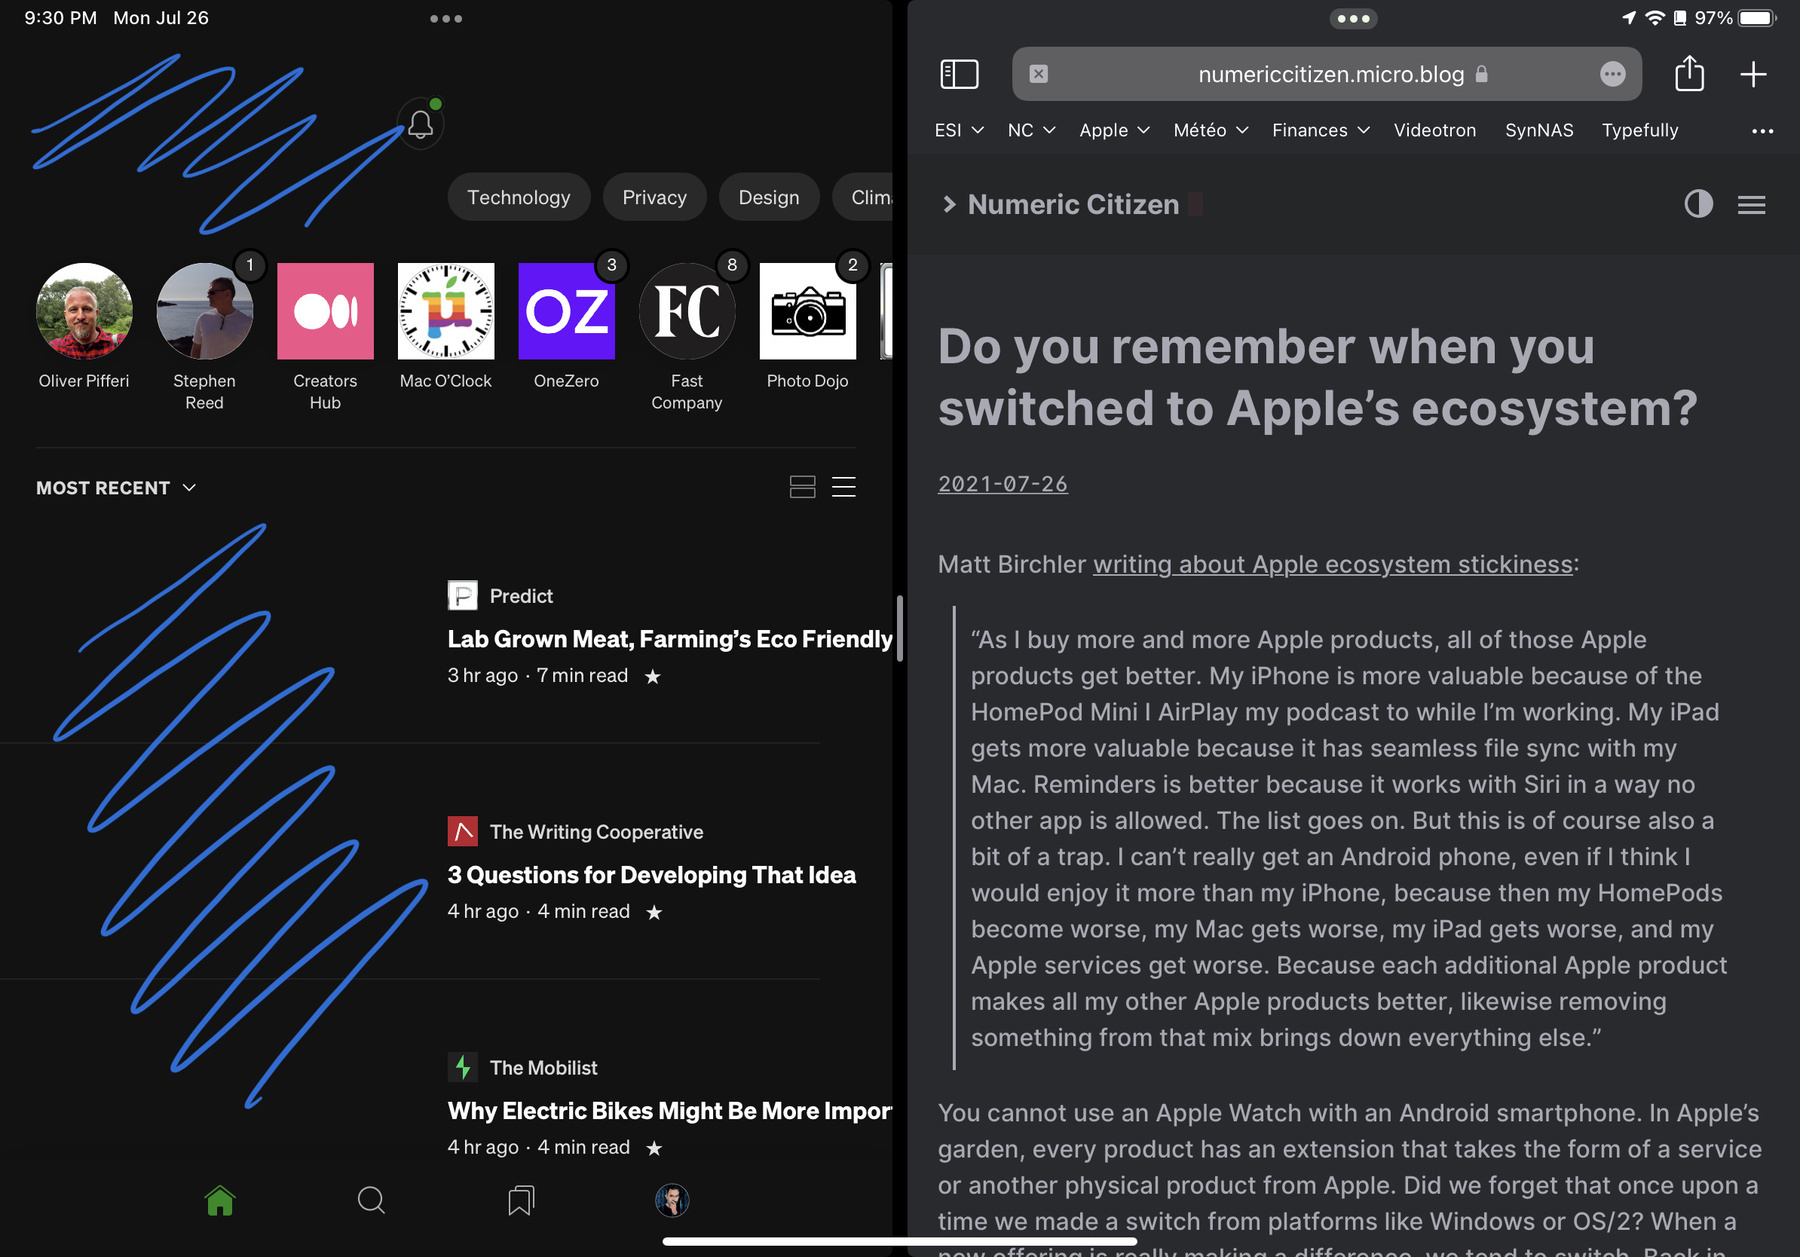 9:30 PM Mon Jul 26
97%
Technology Privacy Design Clim
1 3 8 2
OZ FC
Oliver Pifferi
Stephen
Reed
Creators
Hub
Mac O’Clock
OneZero
Fast
Company
Photo Dojo
MOST RECENT
Predict
Lab Grown Meat, Farming’s Eco Friendly
3 hr ago · 7 min read ★
The Writing Cooperative
3 Questions for Developing That Idea
4 hr ago · 4 min read ★
The Mobilist
Why Electric Bikes Might Be More Impor
4 hr ago · 4 min read ★
numericcitizen.micro.blog
ESI NC Apple Météo Finances Videotron SynNAS Typefully
> Numeric Citizen
Do you remember when you
switched to Apple’s ecosystem?
2021-07-26
Matt Birchler writing about Apple ecosystem stickiness:
“As I buy more and more Apple products, all of those Apple
products get better. My iPhone is more valuable because of the
HomePod Mini I AirPlay my podcast to while I’m working. My iPad
gets more valuable because it has seamless file sync with my
Mac. Reminders is better because it works with Siri in a way no
other app is allowed. The list goes on. But this is of course also a
bit of a trap. I can’t really get an Android phone, even if I think I
would enjoy it more than my iPhone, because then my HomePods
become worse, my Mac gets worse, my iPad gets worse, and my
Apple services get worse. Because each additional Apple product
makes all my other Apple products better, likewise removing
something from that mix brings down everything else.”
You cannot use an Apple Watch with an Android smartphone. In Apple’s
garden, every product has an extension that takes the form of a service
or another physical product from Apple. Did we forget that once upon a
time we made a switch from platforms like Windows or OS/2? When a
new offering is really making a difference, we tend to switch. Back in